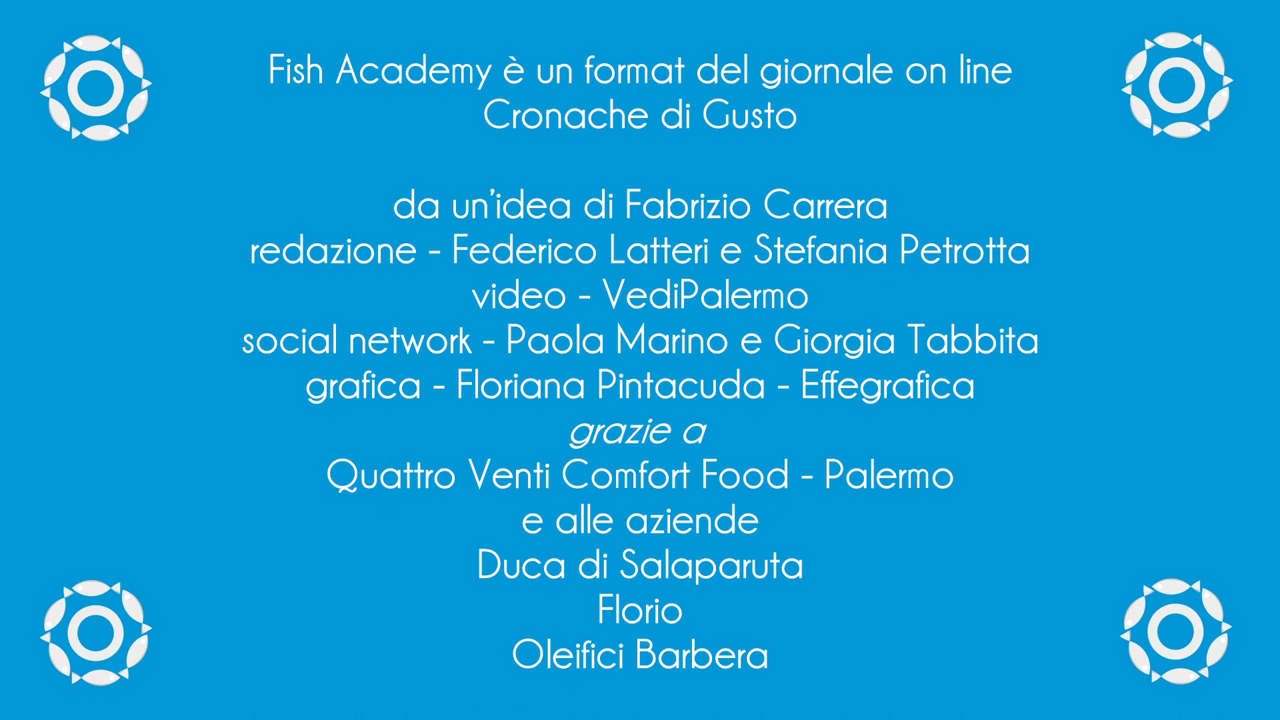 Fish Academy è un format del giornale on line
Cronache di Gusto
da un'idea di Fabrizio Carrera
redazione - Federico Latteri e Stefania Petrotta
video - VediPalermo
social network - Paola Marino e Giorgia Tabbita
grafica - Floriana Pintacuda - Effegrafica
grazie a
Quattro Venti Comfort Food - Palermo
e alle aziende
Duca di Salaparuta
Florio
Oleifici Barbera